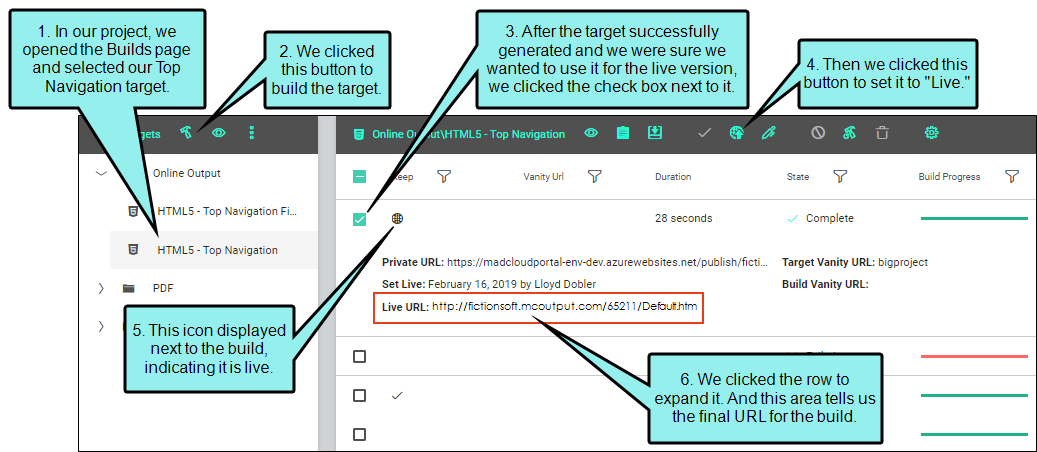 1. In our project, we
opened the Builds page
and selected our Top
Navigation target.
2. We clicked
this button to
build the target.
3. After the target successfully
generated and we were sure we
wanted to use it for the live version,
we clicked the check box next to it.
4. Then we clicked this
button to set it to "Live."
Online Output\HTML5 - Top Navigation
Vanity Url
Duration
State
Build Progress
Online Output
HTML5 - Top Navigation Fi...
HTML5 - Top Navigation
PDF
28 seconds
Complete
Private URL: https://madcloudportal-env-dev.azurewebsites.net/publish/ficti...
Target Vanity URL: bigproject
Set Live: February 16, 2019 by Lloyd Dobler
Build Vanity URL:
Live URL: http://fictionsoft.mcoutput.com/65211/Default.htm
5. This icon displayed
next to the build,
indicating it is live.
6. We clicked the row to
expand it. And this area tells us
the final URL for the build.